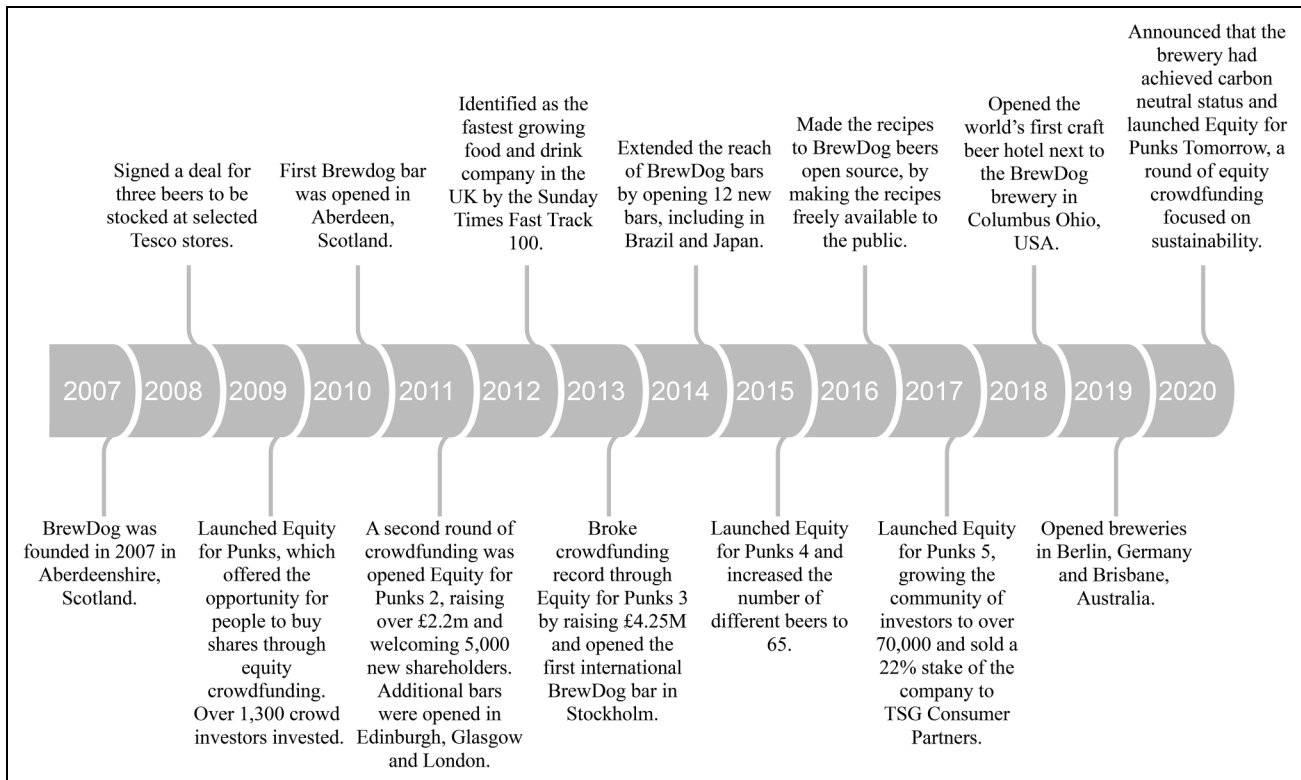 Signed a deal for
three beers to be
stocked at selected
Tesco stores.
First Brewdog bar
was opened in
Aberdeen,
Scotland.
Identified as the
fastest growing
food and drink
company in the
UK by the Sunday
Times Fast Track
100.
Extended the reach
of BrewDog bars
by opening 12 new
bars, including in
Brazil and Japan.
Made the recipes
to BrewDog beers
open source, by
making the recipes
freely available to
the public.
Opened the
world’s first craft
beer hotel next to
the BrewDog
brewery in
Columbus Ohio,
USA.
Announced that the
brewery had
achieved carbon
neutral status and
launched Equity for
Punks Tomorrow, a
round of equity
crowdfunding
focused on
sustainability.
2007 2008 2009 2010 2011 2012 2013 2014 2015 2016 2017 2018 2019 2020
BrewDog was
founded in 2007 in
Aberdeenshire,
Scotland.
Launched Equity
for Punks, which
offered the
opportunity for
people to buy
shares through
equity
crowdfunding.
Over 1,300 crowd
investors invested.
A second round of
crowdfunding was
opened Equity for
Punks 2, raising
over £2.2m and
welcoming 5,000
new shareholders.
Additional bars
were opened in
Edinburgh, Glasgow
and London.
Broke
crowdfunding
record through
Equity for Punks 3
by raising £4.25M
and opened the
first international
BrewDog bar in
Stockholm.
Launched Equity
for Punks 4 and
increased the
number of
different beers to
65.
Launched Equity
for Punks 5,
growing the
community of
investors to over
70,000 and sold a
22% stake of the
company to
TSG Consumer
Partners.
Opened breweries
in Berlin, Germany
and Brisbane,
Australia.